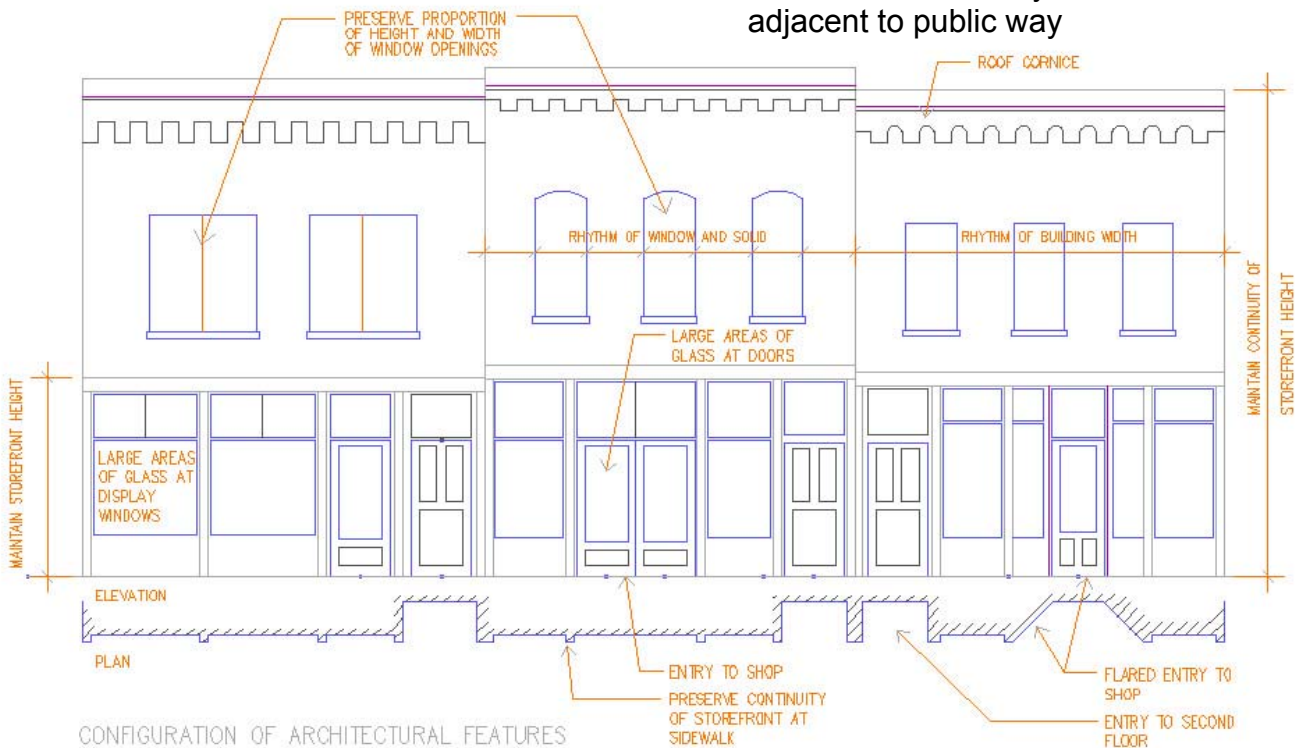 adjacent to public way
PRESERVE PROPORTION
OF HEIGHT AND WIDTH
OF WINDOW OPENINGS
ROOF CORNICE
RHYTHM OF WINDOW AND SOLID
RHYTHM OF BUILDING WIDTH
MAINTAIN CONTINUITY OF
STOREFRONT HEIGHT
LARGE AREAS OF
GLASS AT DOORS
MAINTAIN STOREFRONT HEIGHT
LARGE AREAS
OF GLASS AT
DISPLAY
WINDOWS
ELEVATION
PLAN
ENTRY TO SHOP
PRESERVE CONTINUITY
OF STOREFRONT AT
SIDEWALK
FLARED ENTRY TO
SHOP
ENTRY TO SECOND
FLOOR
CONFIGURATION OF ARCHITECTURAL FEATURES